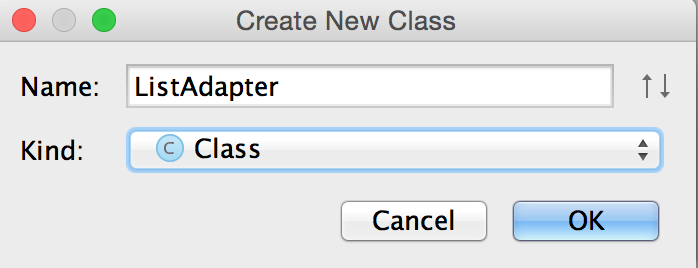 Create New Class
Name: ListAdapter
Kind: C Class
Cancel OK